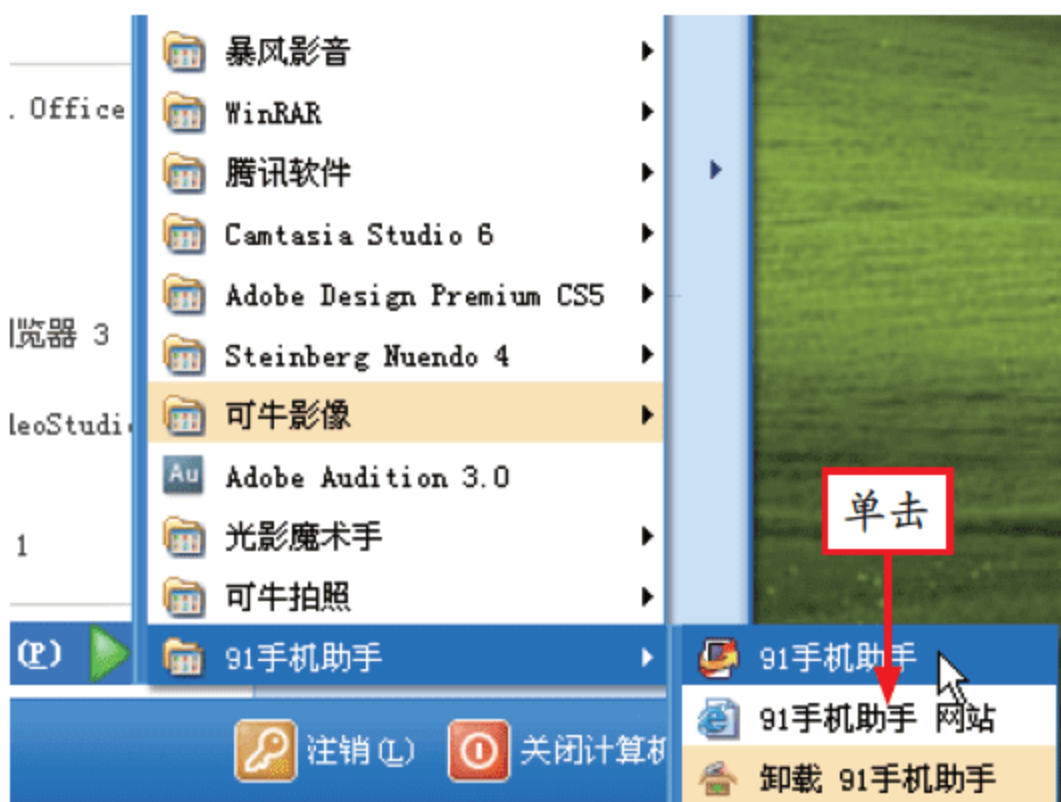 暴风影音
. Office
WinRAR
腾讯软件
Camtasia Studio 6
Adobe Design Premium CS5
览器 3
Steinberg Nuendo 4
可牛影像
leoStudi
Au Adobe Audition 3.0
单击
1
光影魔术手
可牛拍照
(P)
91手机助手
91手机助手
91手机助手 网站
注销(L)
关闭计算机
卸载 91手机助手